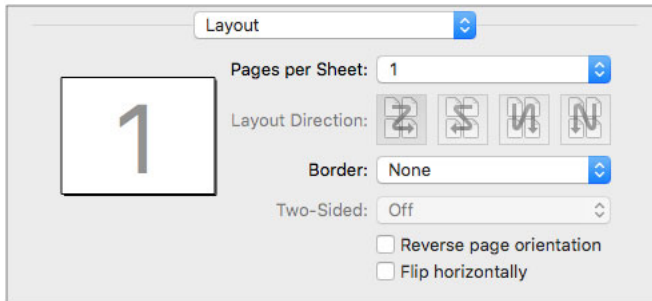 Layout
Pages per Sheet: 1
1
Layout Direction:
Border: None
Two-Sided: Off
Reverse page orientation
Flip horizontally